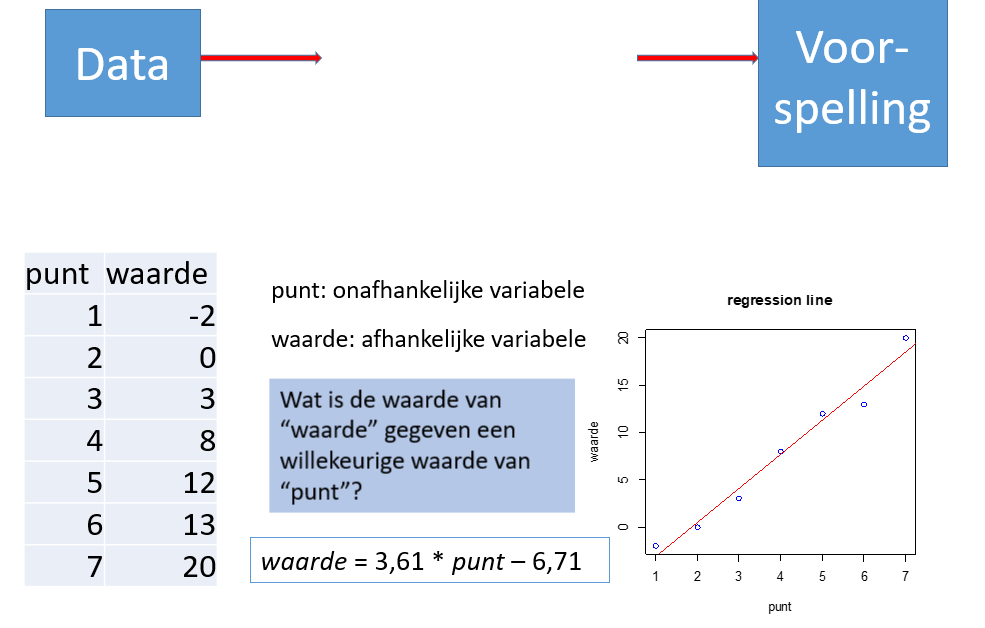 Data
Voor-
spelling
punt waarde
1 -2
2 0
3 3
4 8
5 12
6 13
7 20
punt: onafhankelijke variabele
waarde: afhankelijke variabele
Wat is de waarde van
“waarde” gegeven een
willekeurige waarde van
“punt”?
waarde = 3,61 * punt – 6,71
regression line
waarde
20
15
10
5
0
1 2 3 4 5 6 7
punt